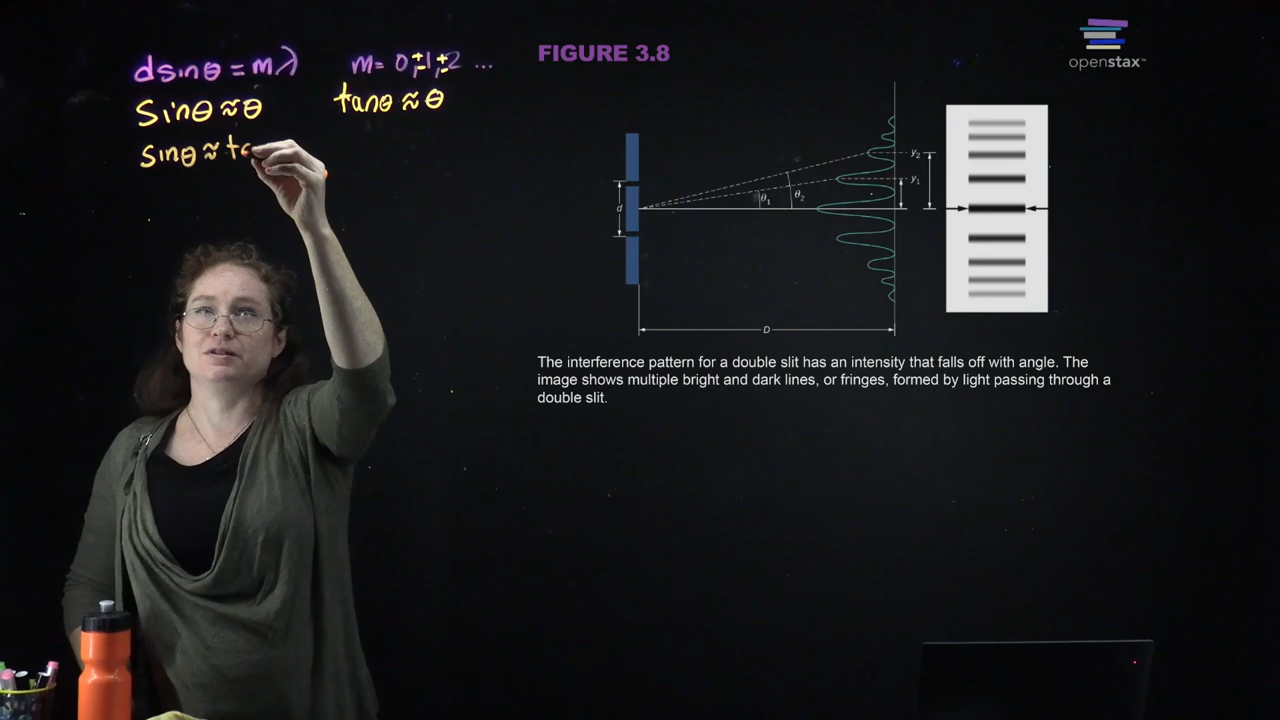 dsinθ = mλ
m= 0,±1,±2 ...
sinθ ≈ θ
tanθ ≈ θ
sinθ ≈ ta
FIGURE 3.8
openstax™
y₂
y₁
θ₁
θ₂
d
D
The interference pattern for a double slit has an intensity that falls off with angle. The
image shows multiple bright and dark lines, or fringes, formed by light passing through a
double slit.